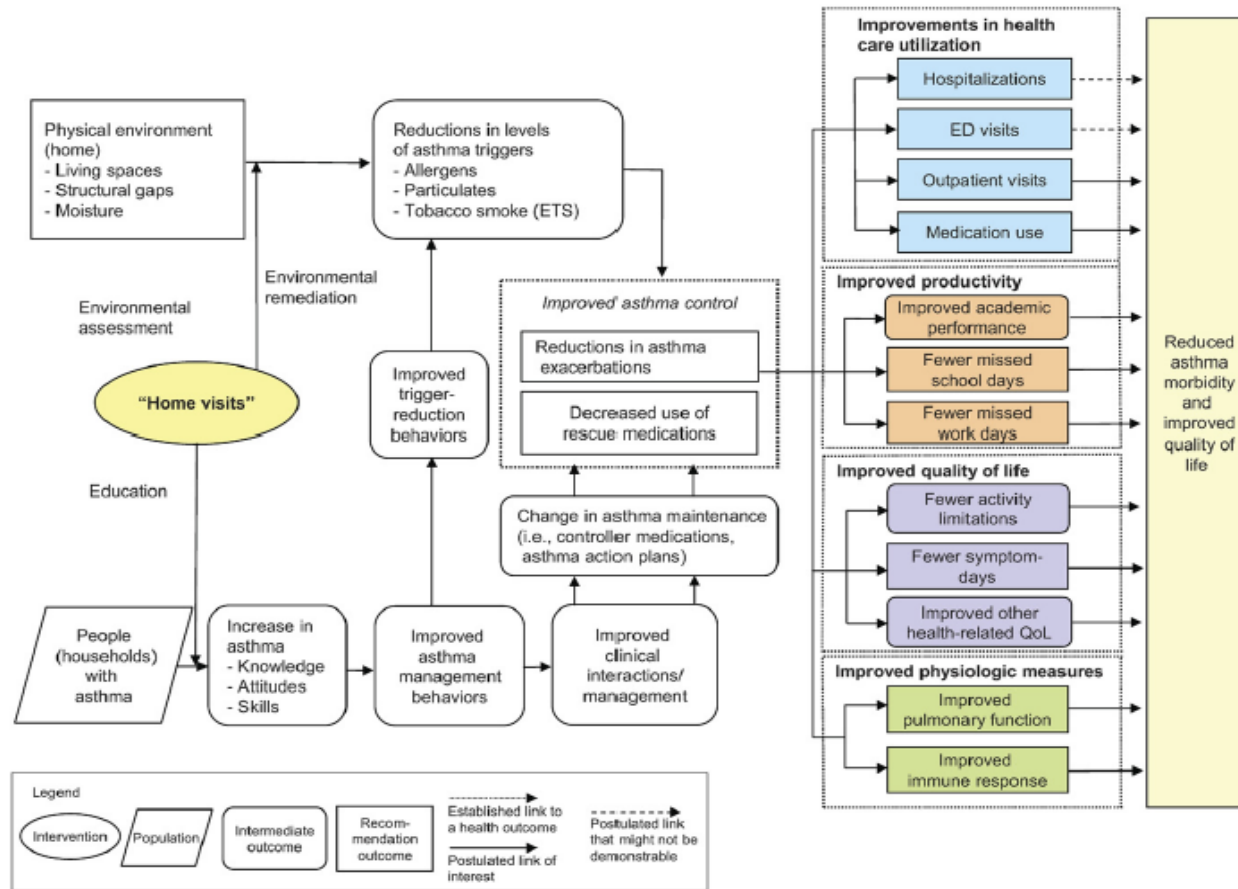 Physical environment
(home)
- Living spaces
- Structural gaps
- Moisture
Reductions in levels
of asthma triggers
- Allergens
- Particulates
- Tobacco smoke (ETS)
Environmental
remediation
Environmental
assessment
"Home visits"
Education
Improved
trigger-
reduction
behaviors
Improved asthma control
Reductions in asthma
exacerbations
Decreased use of
rescue medications
Change in asthma maintenance
(i.e., controller medications,
asthma action plans)
People
(households)
with
asthma
Increase in
asthma
- Knowledge
- Attitudes
- Skills
Improved
asthma
management
behaviors
Improved
clinical
interactions/
management
Improvements in health
care utilization
Hospitalizations
ED visits
Outpatient visits
Medication use
Improved productivity
Improved academic
performance
Fewer missed
school days
Fewer missed
work days
Improved quality of life
Fewer activity
limitations
Fewer symptom-
days
Improved other
health-related QoL
Improved physiologic measures
Improved
pulmonary function
Improved
immune response
Reduced
asthma
morbidity
and
improved
quality of
life
Legend
Intervention
Population
Intermediate
outcome
Recom-
mendation
outcome
Established link to
a health outcome
Postulated link of
interest
Postulated link
that might not be
demonstrable